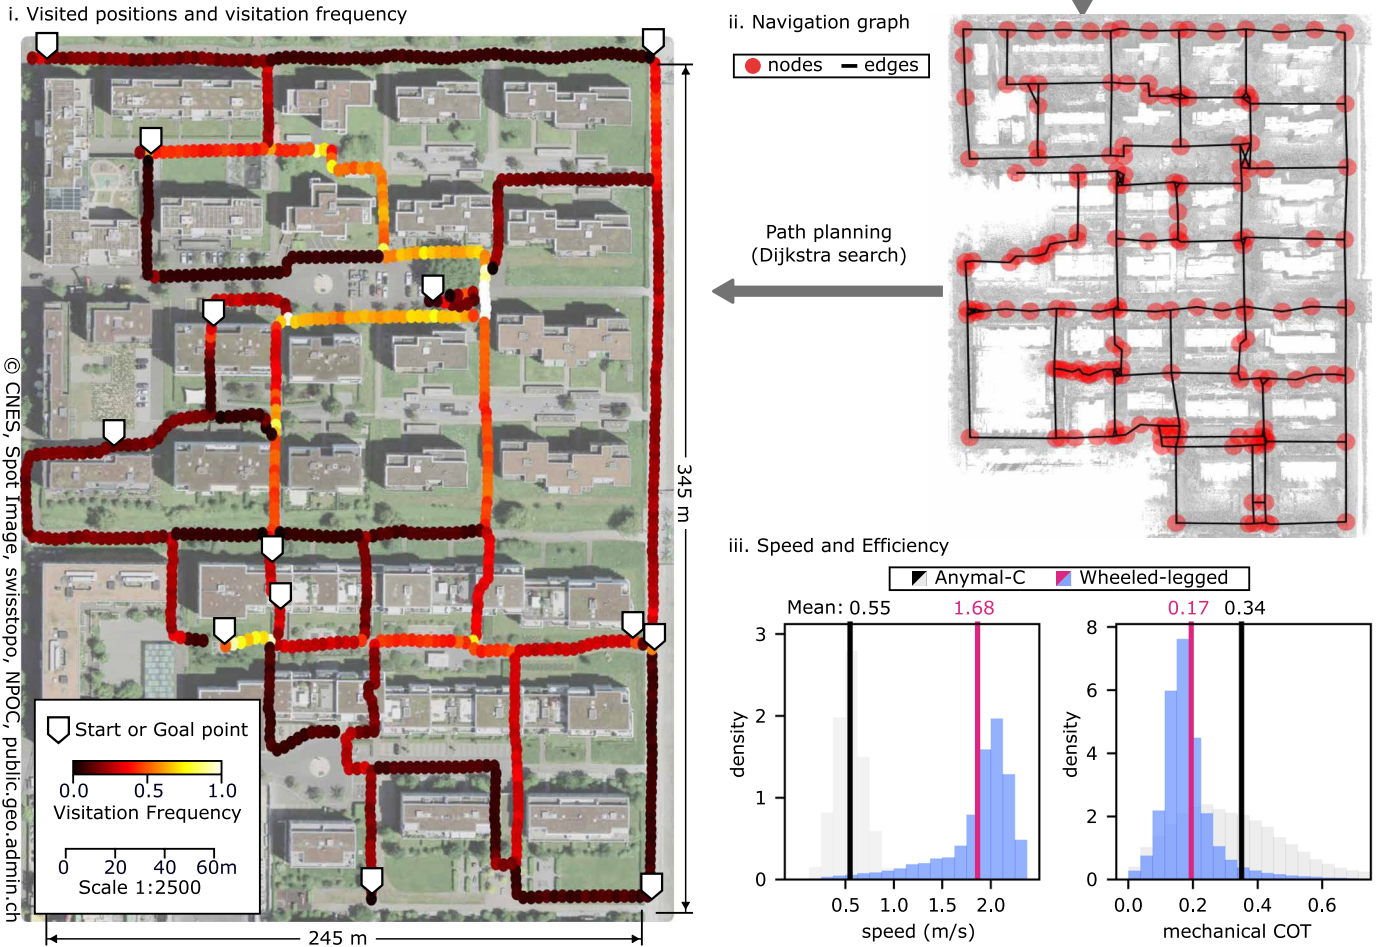 i. Visited positions and visitation frequency
© CNES, Spot Image, swisstopo, NPOC, public.geo.admin.ch
345 m
Start or Goal point
0.0 0.5 1.0
Visitation Frequency
0 20 40 60m
Scale 1:2500
245 m
ii. Navigation graph
nodes edges
Path planning
(Dijkstra search)
iii. Speed and Efficiency
Anymal-C Wheeled-legged
Mean: 0.55 1.68 0.17 0.34
3
2
1
0
density
0.5 1.0 1.5 2.0
speed (m/s)
8
6
4
2
0
density
0.0 0.2 0.4 0.6
mechanical COT